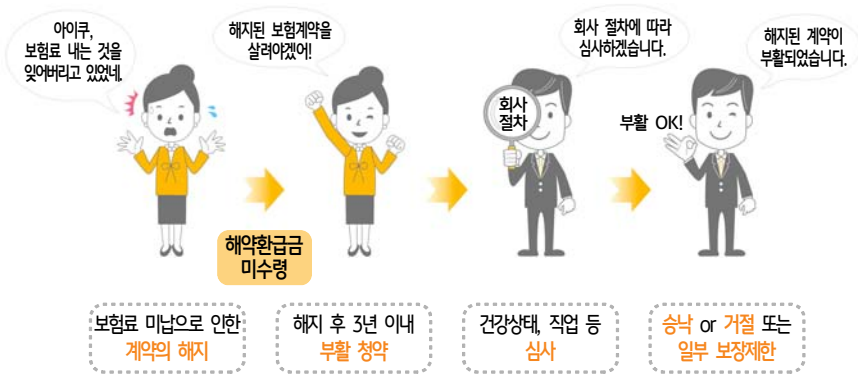 아이쿠,
보험료 내는 것을
잊어버리고 있었네.
해지된 보험계약을
살려야겠어!
회사 절차에 따라
심사하겠습니다.
해지된 계약이
부활되었습니다.
회사
절차
부활 OK!
해약환급금
미수령
보험료 미납으로 인한
계약의 해지
해지 후 3년 이내
부활 청약
건강상태, 직업 등
심사
승낙 or 거절 또는
일부 보장제한